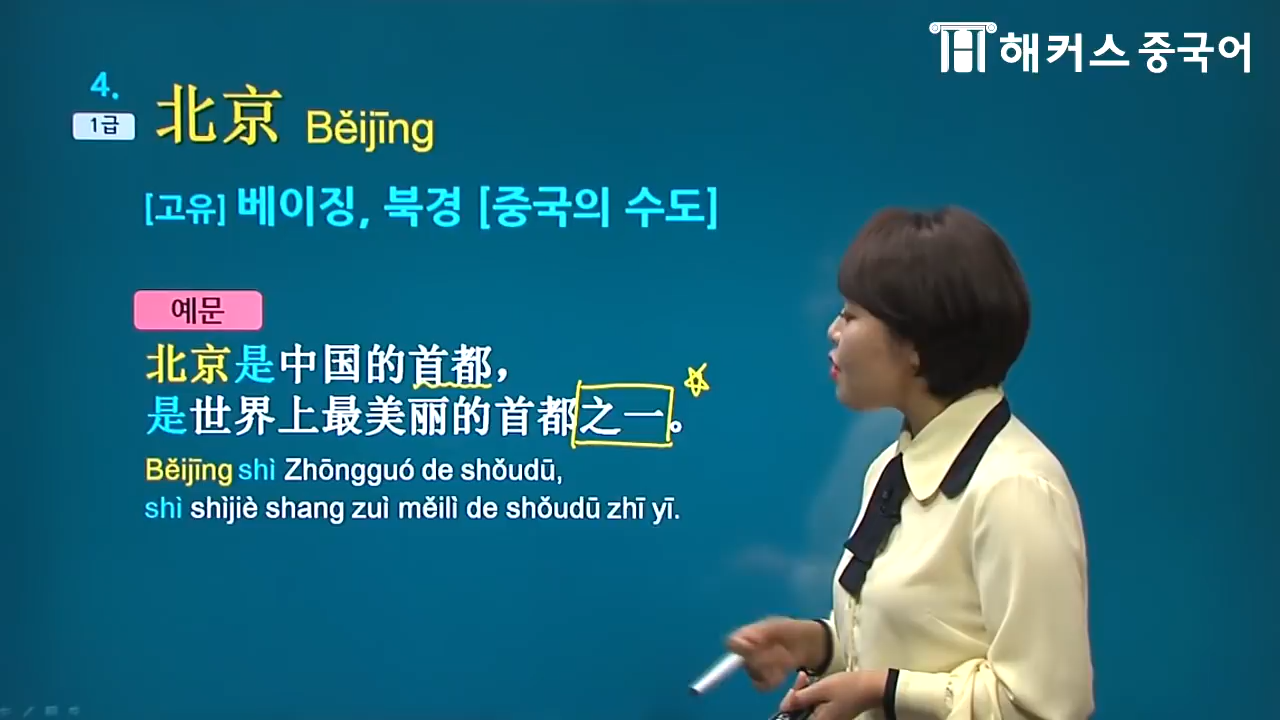 해커스 중국어
4.
1급
北京 Běijīng
[고유] 베이징, 북경 [중국의 수도]
예문
北京是中国的首都，
是世界上最美丽的首都之一。
Běijīng shì Zhōngguó de shǒudū,
shì shìjiè shang zuì měilì de shǒudū zhī yī.